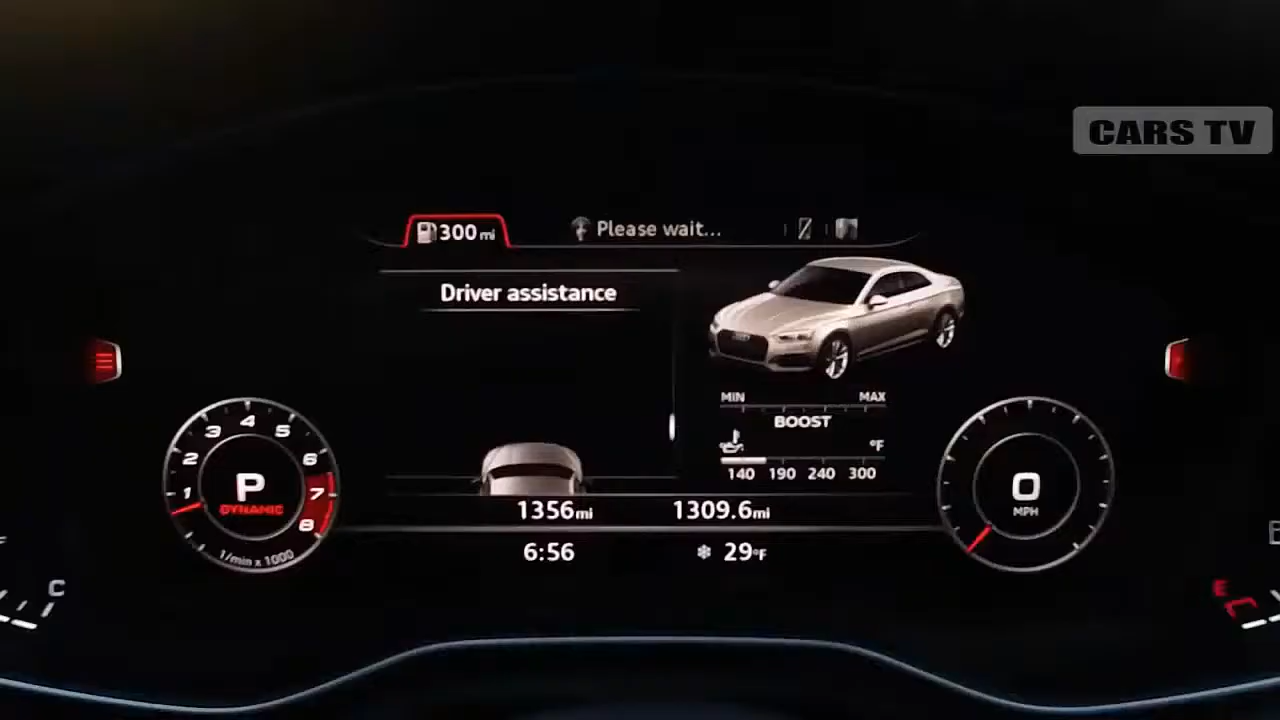 CARS TV
300 mi
Please wait...
Driver assistance
MIN MAX
BOOST
°F
140 190 240 300
1 2 3 4 5 6 7 8
P
DYNAMIC
1/min x 1000
0
MPH
1356 mi 1309.6 mi
6:56 29°F
C
E